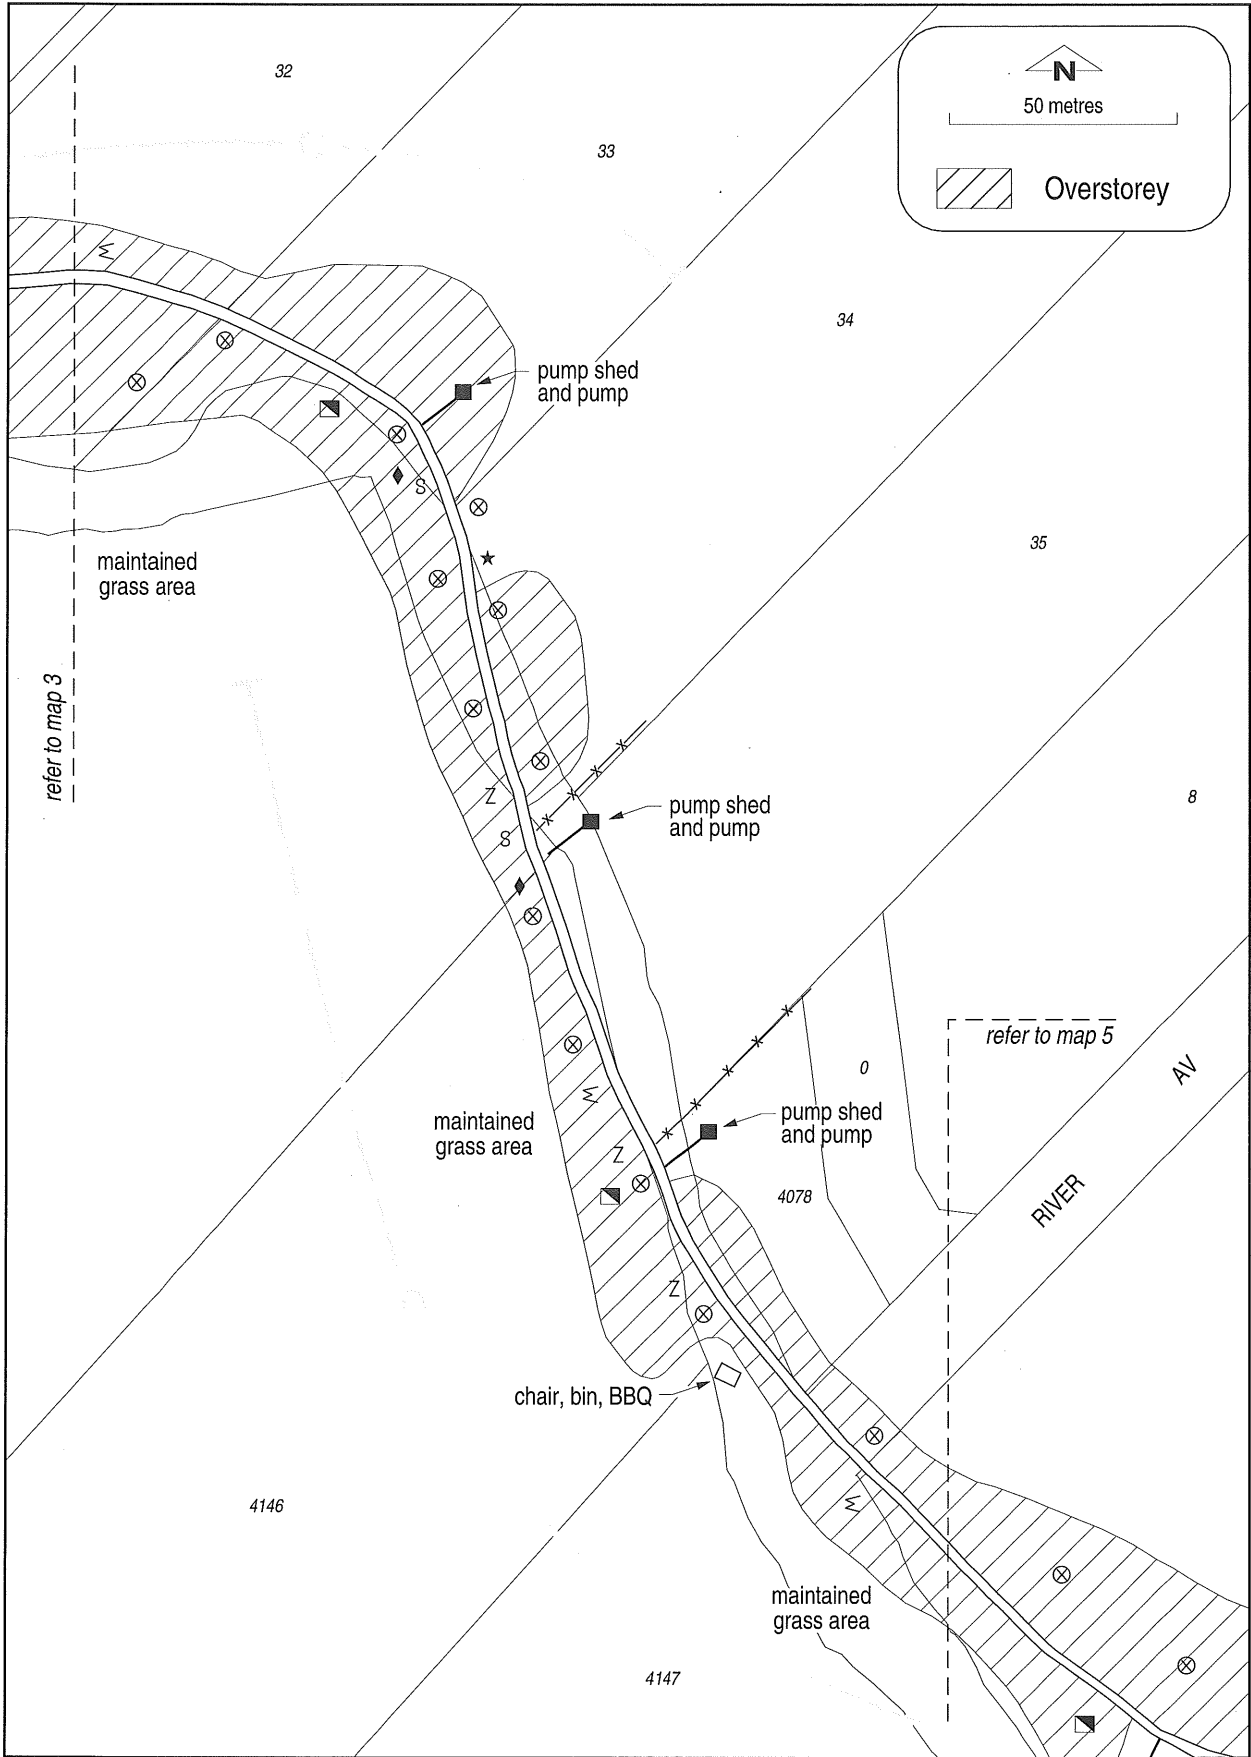 32
33
N
50 metres
Overstorey
34
W
pump shed
and pump
S
35
maintained
grass area
refer to map 3
Z
pump shed
and pump
8
S
refer to map 5
0
AV
W
maintained
grass area
pump shed
and pump
Z
4078
RIVER
Z
chair, bin, BBQ
4146
W
maintained
grass area
4147